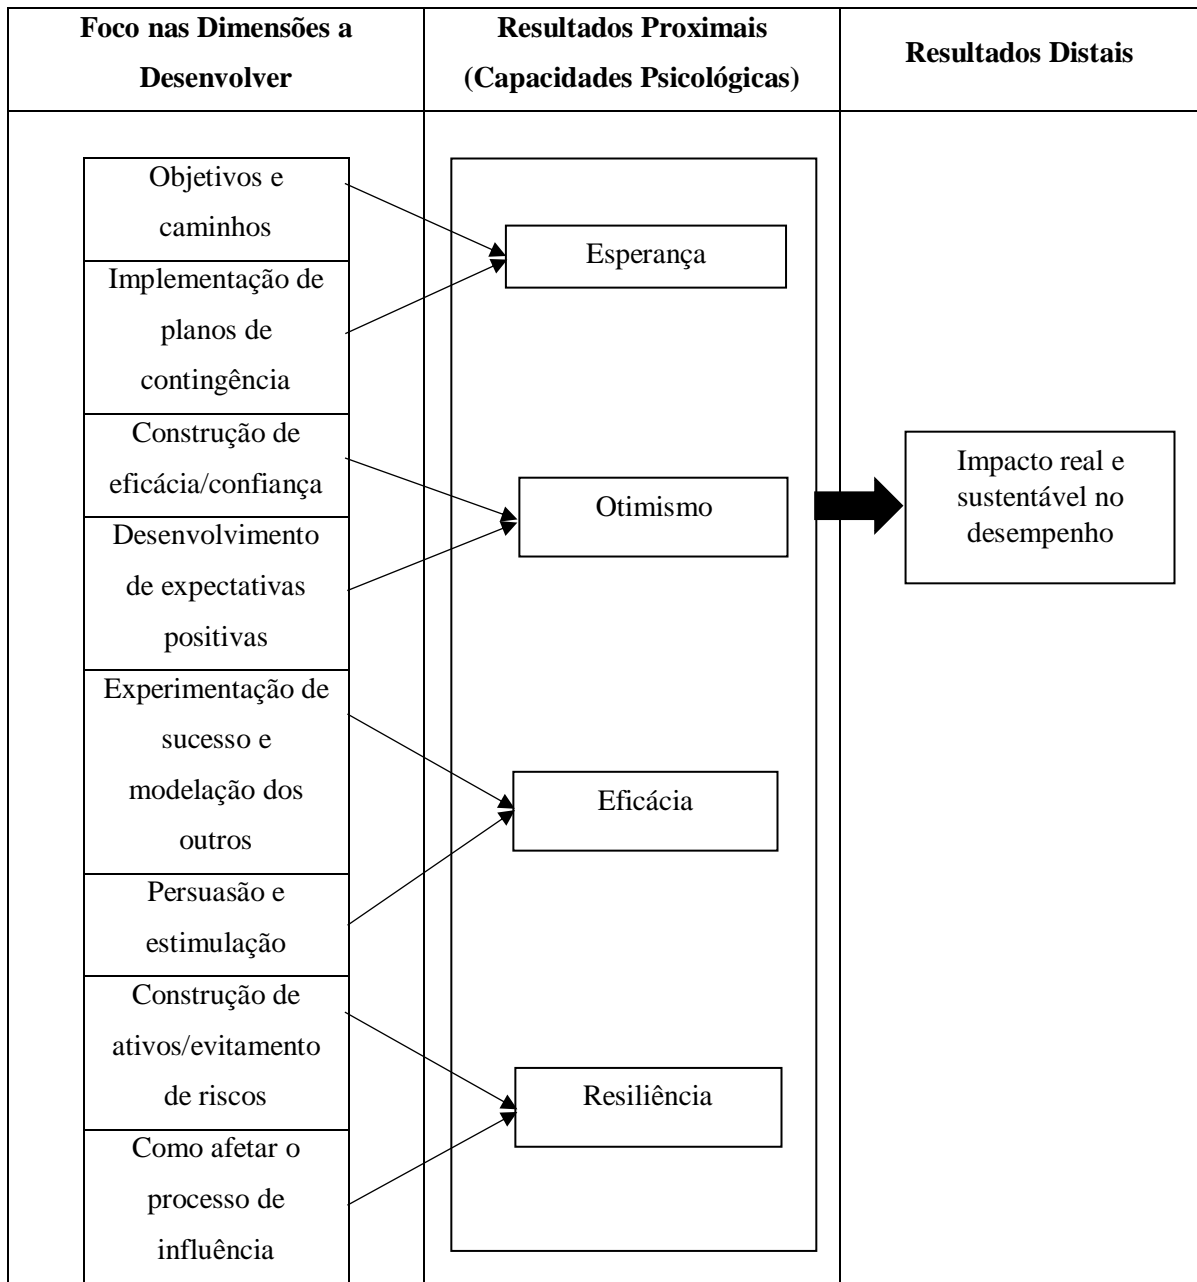 Foco nas Dimensões a
Desenvolver
Resultados Proximais
(Capacidades Psicológicas)
Resultados Distais
Objetivos e
caminhos
Implementação de
planos de
contingência
Construção de
eficácia/confiança
Desenvolvimento
de expectativas
positivas
Experimentação de
sucesso e
modelação dos
outros
Persuasão e
estimulação
Construção de
ativos/evitamento
de riscos
Como afetar o
processo de
influência
Esperança
Otimismo
Eficácia
Resiliência
Impacto real e
sustentável no
desempenho